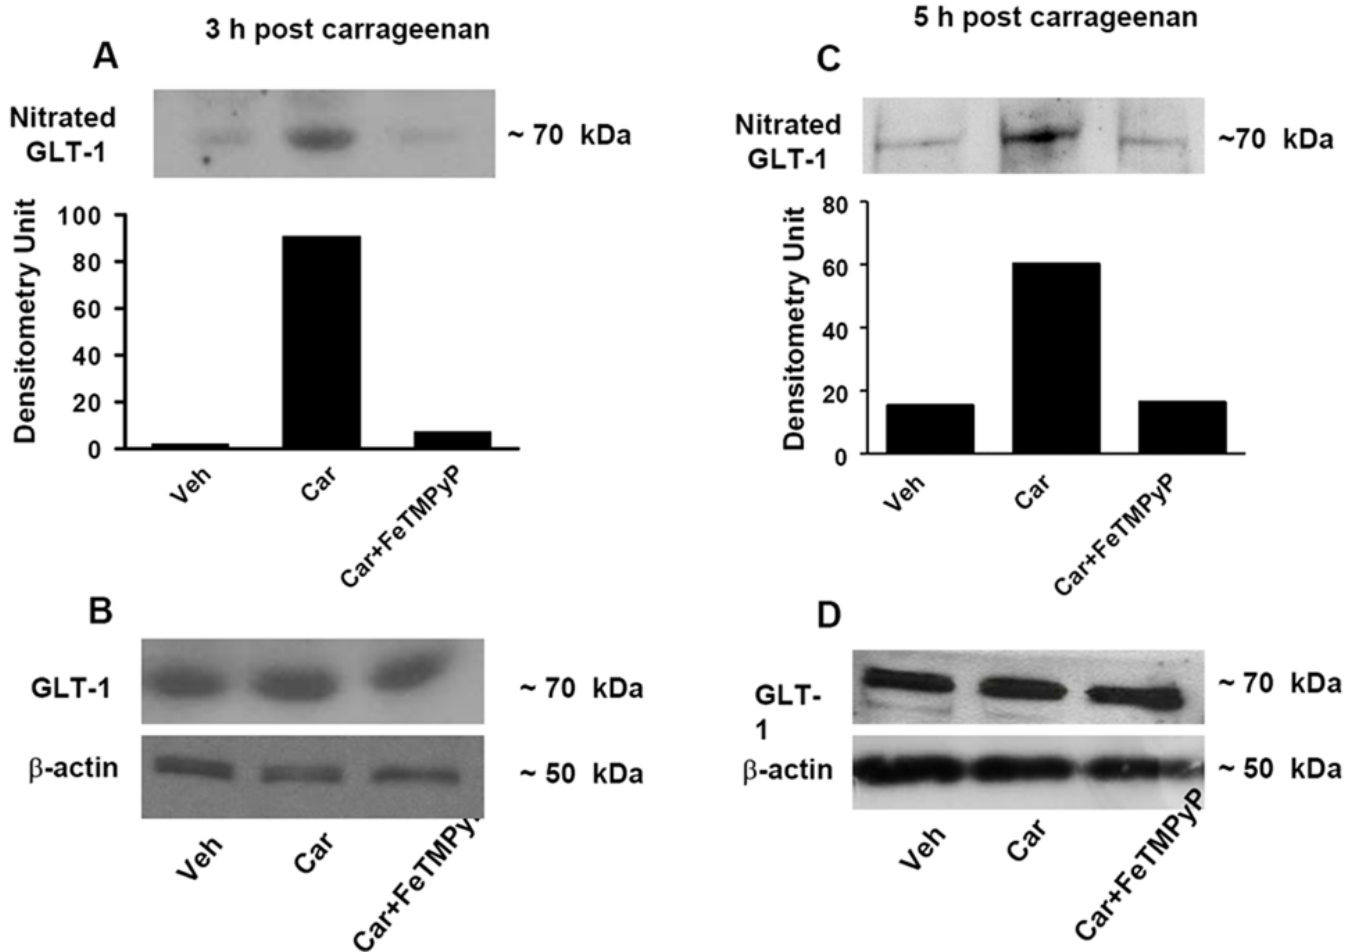 3 h post carrageenan
A
Nitrated
GLT-1
~ 70 kDa
Densitometry Unit
100
80
60
40
20
0
Veh
Car
Car+FeTMPyP
B
GLT-1
~ 70 kDa
β-actin
~ 50 kDa
Veh
Car
Car+FeTMPy
5 h post carrageenan
C
Nitrated
GLT-1
~70 kDa
Densitometry Unit
80
60
40
20
0
Veh
Car
Car+FeTMPyP
D
GLT-
1
~ 70 kDa
β-actin
~ 50 kDa
Veh
Car
Car+FeTMPyP